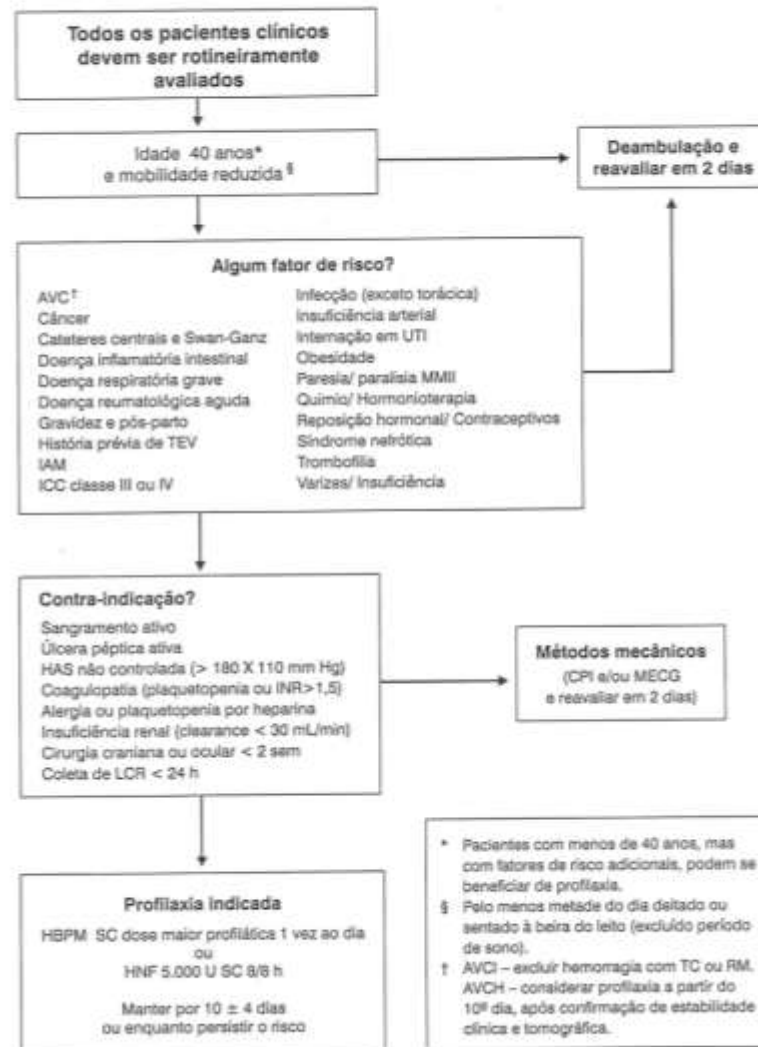 Todos os pacientes clínicos
devem ser rotineiramente
avaliados
Idade 40 anos*
e mobilidade reduzida §
Deambulação e
reavaliar em 2 dias
Algum fator de risco?
AVC†
Câncer
Catateres centrais e Swan-Ganz
Doença inflamatória intestinal
Doença respiratória grave
Doença reumatológica aguda
Gravidez e pós-parto
História prévia de TEV
IAM
ICC classe III ou IV
Infecção (exceto torácica)
Insuficiência arterial
Internação em UTI
Obesidade
Paresia/ paralisia MMII
Quimio/ Hormonioterapia
Reposição hormonal/ Contraceptivos
Síndrome nefrótica
Trombofilia
Varizes/ Insuficiência
Contra-indicação?
Sangramento ativo
Úlcera péptica ativa
HAS não controlada (> 180 X 110 mm Hg)
Coagulopatia (plaquetopenia ou INR>1,5)
Alergia ou plaquetopenia por heparina
Insuficiência renal (clearance < 30 mL/min)
Cirurgia craniana ou ocular < 2 sem
Coleta de LCR < 24 h
Métodos mecânicos
(CPI e/ou MECG
e reavaliar em 2 dias)
Profilaxia indicada
HBPM SC dose maior profilática 1 vez ao dia
ou
HNF 5.000 U SC 8/8 h
Manter por 10 ± 4 dias
ou enquanto persistir o risco
* Pacientes com menos de 40 anos, mas
com fatores de risco adicionais, podem se
beneficiar de profilaxia.
§ Pelo menos metade do dia deitado ou
sentado à beira do leito (excluído período
de sono).
† AVCI – excluir hemorragia com TC ou RM.
AVCH – considerar profilaxia a partir do
10º dia, após confirmação de estabilidade
clínica e tomográfica.